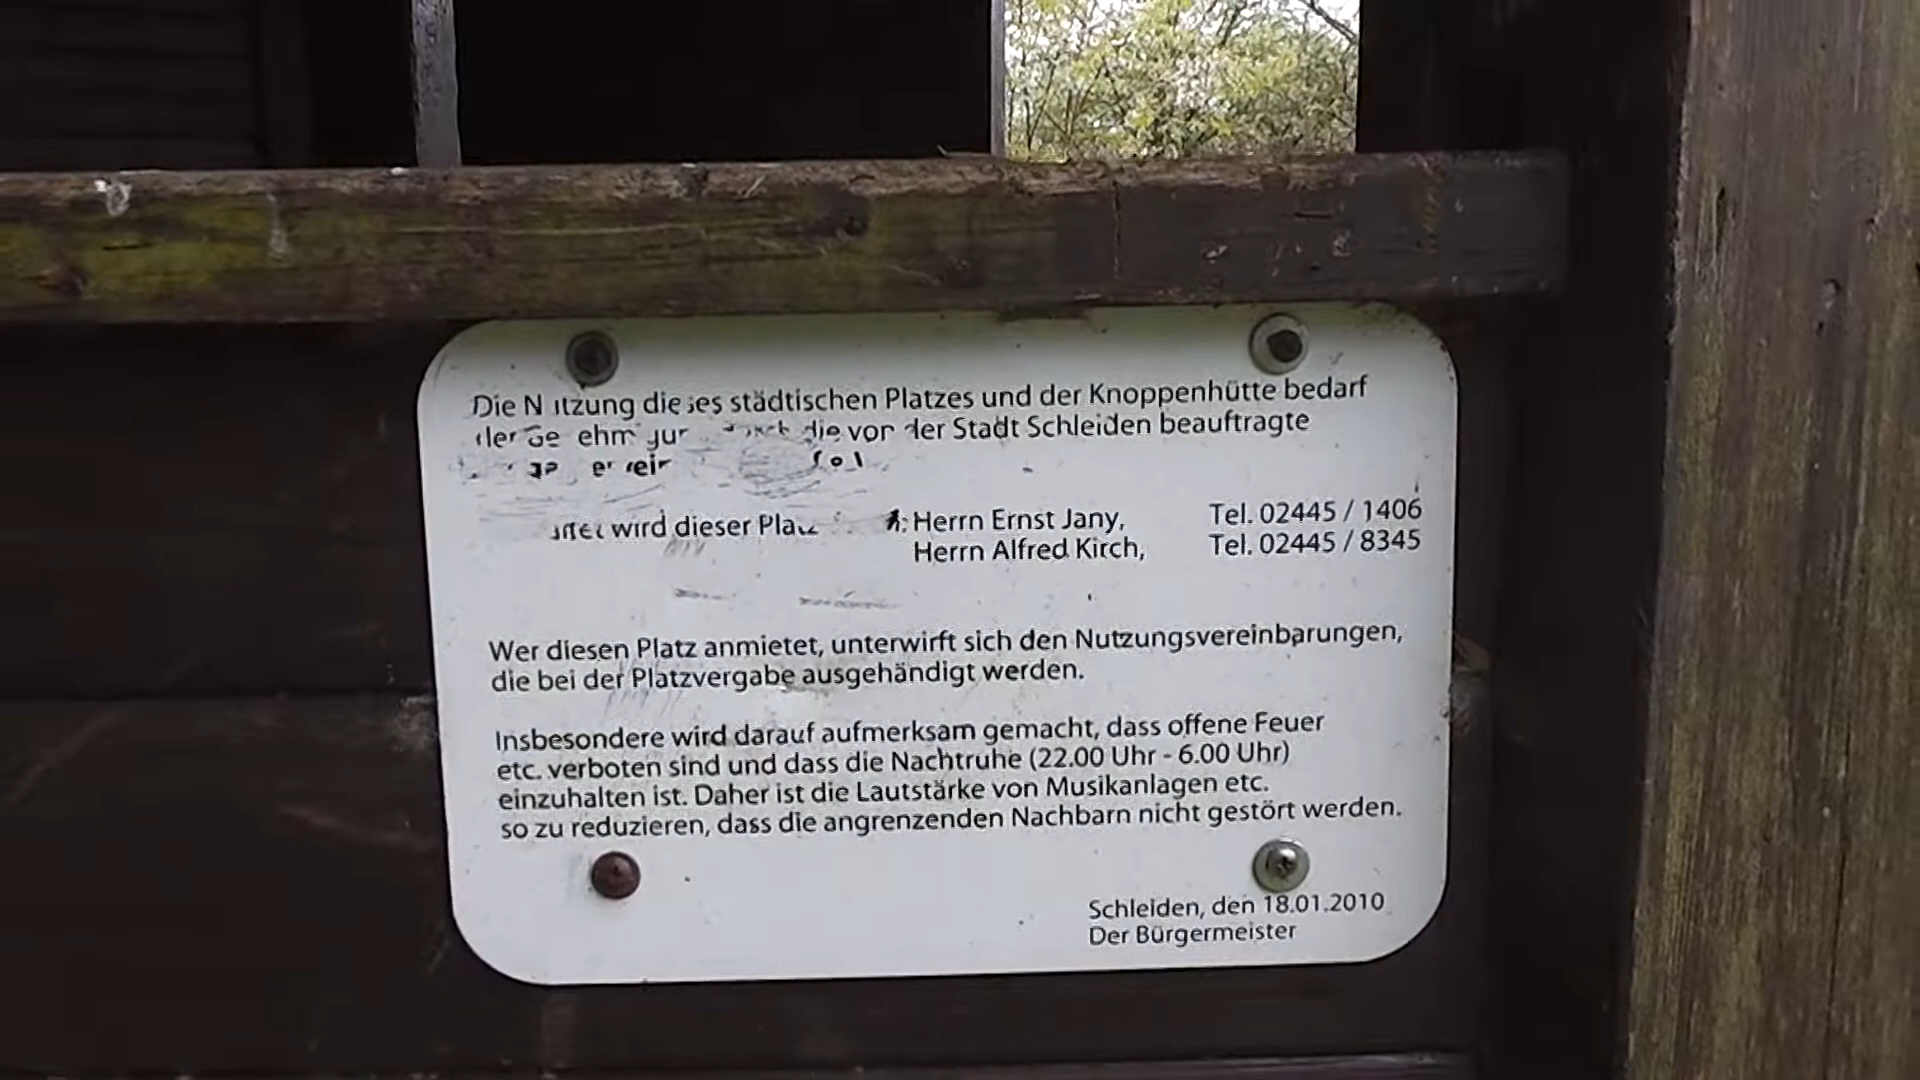 Die Nutzung dieses städtischen Platzes und der Knoppenhütte bedarf
der die von der Stadt Schleiden beauftragte
wird dieser Herrn Ernst Jany, Tel. 02445 / 1406
Herrn Alfred Kirch, Tel. 02445 / 8345
Wer diesen Platz anmietet, unterwirft sich den Nutzungsvereinbarungen,
die bei der Platzvergabe ausgehändigt werden.
Insbesondere wird darauf aufmerksam gemacht, dass offene Feuer
etc. verboten sind und dass die Nachtruhe (22.00 Uhr - 6.00 Uhr)
einzuhalten ist. Daher ist die Lautstärke von Musikanlagen etc.
so zu reduzieren, dass die angrenzenden Nachbarn nicht gestört werden.
Schleiden, den 18.01.2010
Der Bürgermeister